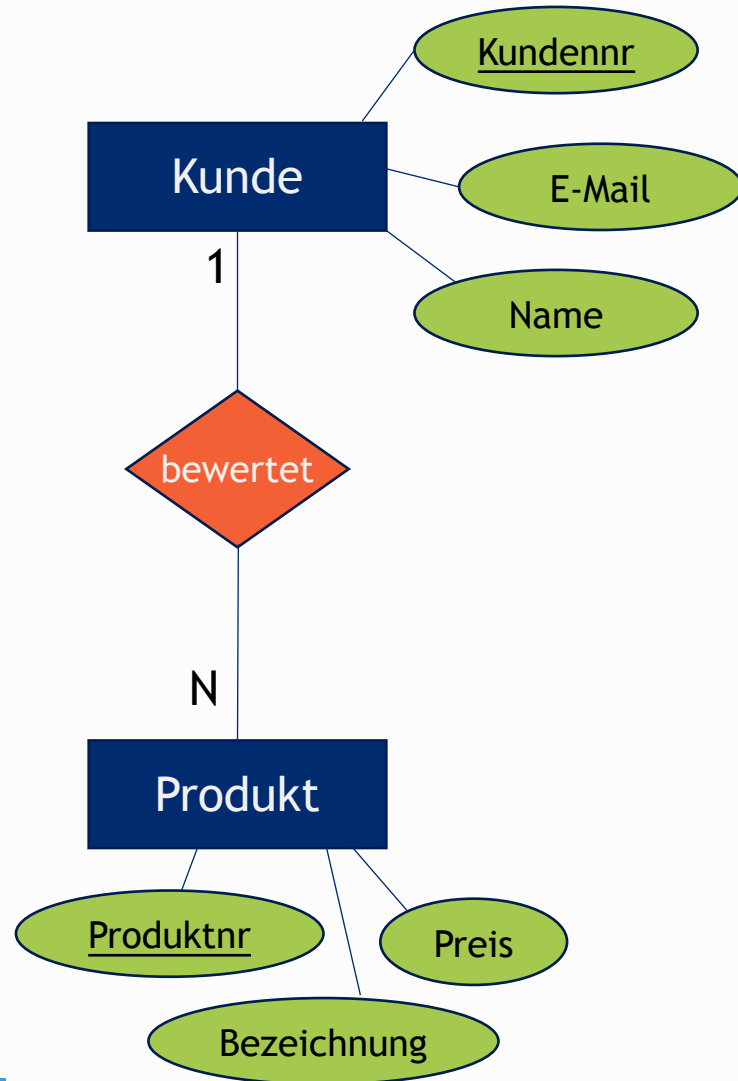 Kundennr
Kunde
E-Mail
Name
1
bewertet
N
Produkt
Produktnr
Preis
Bezeichnung